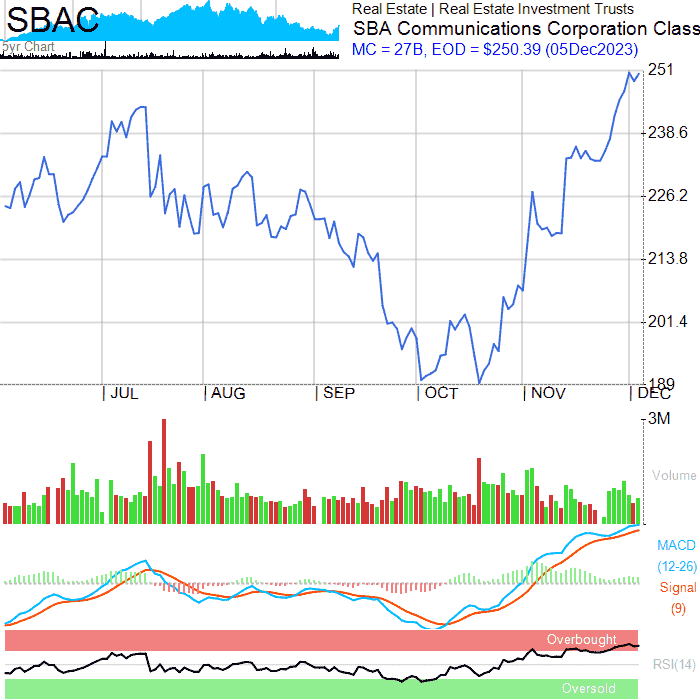 SBAC
5yr Chart
Real Estate | Real Estate Investment Trusts
SBA Communications Corporation Class
MC = 27B, EOD = $250.39 (05Dec2023)
251
238.6
226.2
213.8
201.4
189
| JUL | AUG | SEP | OCT | NOV | DEC
3M
Volume
MACD
(12-26)
Signal
(9)
Overbought
RSI(14)
Oversold